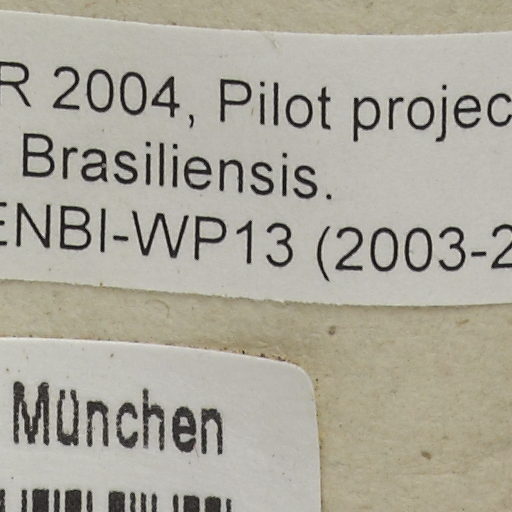 R 2004, Pilot projec
Brasiliensis.
ENBI-WP13 (2003-2
München